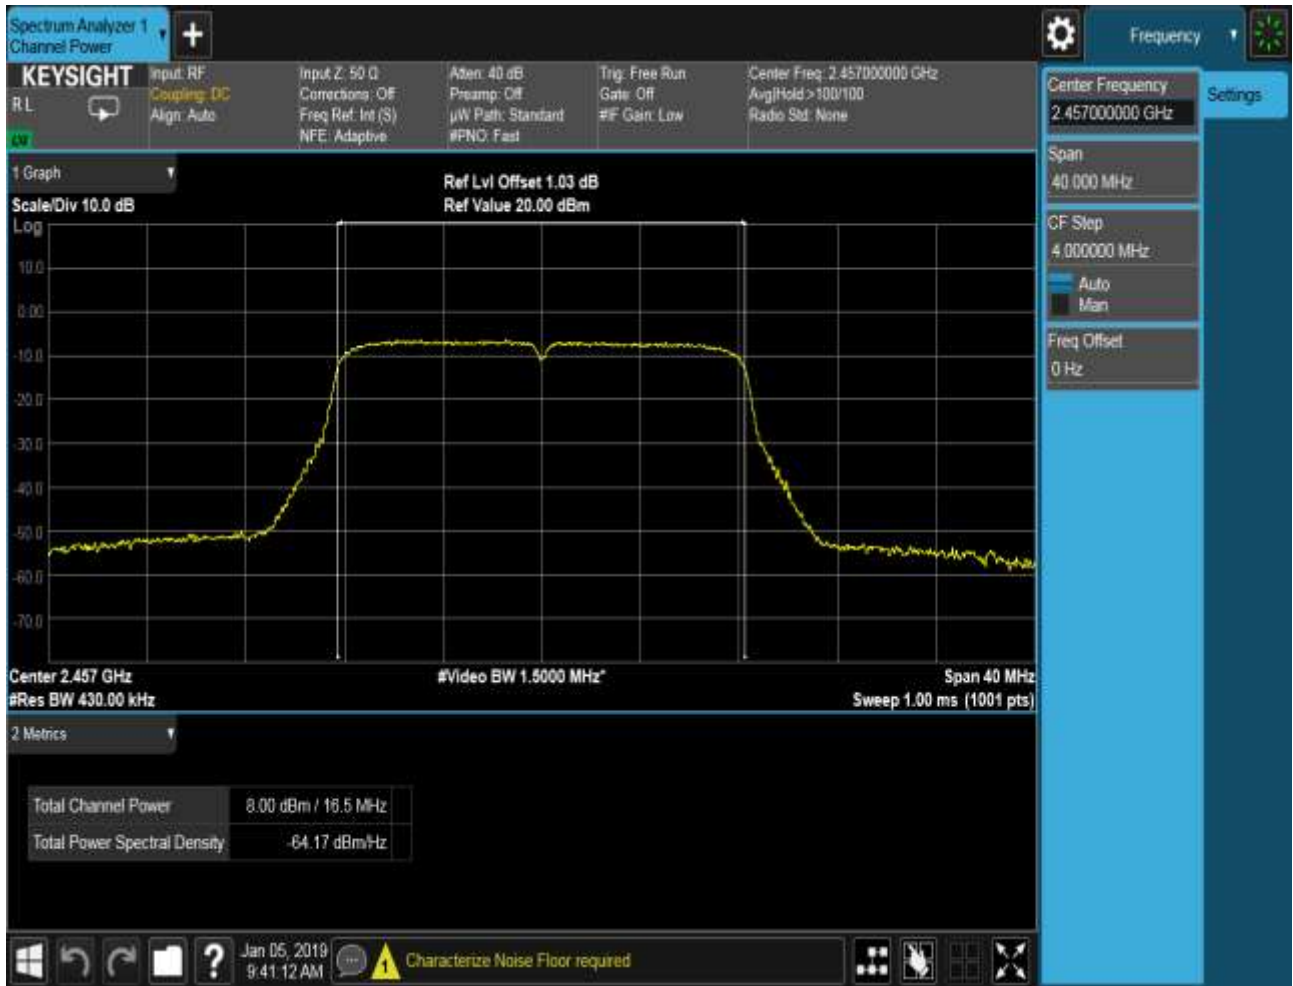 Spectrum Analyzer 1
Channel Power
Frequency
KEYSIGHT
R L
Input: RF
Coupling: DC
Align: Auto
Input Z: 50 Ω
Corrections: Off
Freq Ref: Int (S)
NFE: Adaptive
Atten: 40 dB
Preamp: Off
µW Path: Standard
#PNO: Fast
Trig: Free Run
Gate: Off
#IF Gain: Low
Center Freq: 2.457000000 GHz
Avg|Hold:>100/100
Radio Std: None
Center Frequency
2.457000000 GHz
Settings
Span
40.000 MHz
CF Step
4.000000 MHz
Auto
Man
Freq Offset
0 Hz
1 Graph
Scale/Div 10.0 dB
Ref Lvl Offset 1.03 dB
Ref Value 20.00 dBm
Log
10.0
0.00
-10.0
-20.0
-30.0
-40.0
-50.0
-60.0
-70.0
Center 2.457 GHz
#Video BW 1.5000 MHz*
Span 40 MHz
#Res BW 430.00 kHz
Sweep 1.00 ms (1001 pts)
2 Metrics
Total Channel Power 8.00 dBm / 16.5 MHz
Total Power Spectral Density -64.17 dBm/Hz
?
Jan 05, 2019
9:41:12 AM
1
Characterize Noise Floor required